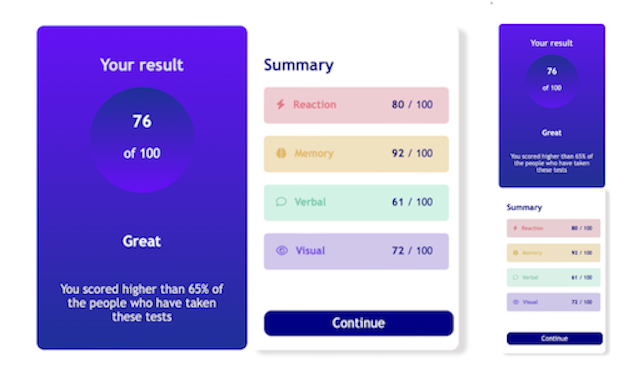 Your result
76
of 100
Great
You scored higher than 65% of
the people who have taken
these tests
Summary
Reaction 80 / 100
Memory 92 / 100
Verbal 61 / 100
Visual 72 / 100
Continue
Your result
76
of 100
Great
You scored higher than 65% of
the people who have taken
these tests
Summary
Reaction 80 / 100
Memory 92 / 100
Verbal 61 / 100
Visual 72 / 100
Continue